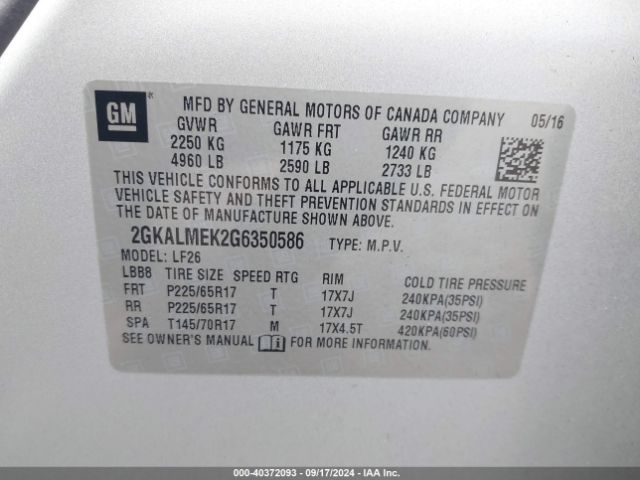 GM
MFD BY GENERAL MOTORS OF CANADA COMPANY 05/16
GVWR GAWR FRT GAWR RR
2250 KG 1175 KG 1240 KG
4960 LB 2590 LB 2733 LB
THIS VEHICLE CONFORMS TO ALL APPLICABLE U.S. FEDERAL MOTOR
VEHICLE SAFETY AND THEFT PREVENTION STANDARDS IN EFFECT ON
THE DATE OF MANUFACTURE SHOWN ABOVE.
2GKALMEK2G6350586 TYPE: M.P.V.
MODEL: LF26
LBB8 TIRE SIZE SPEED RTG RIM COLD TIRE PRESSURE
FRT P225/65R17 T 17X7J 240KPA(35PSI)
RR P225/65R17 T 17X7J 240KPA(35PSI)
SPA T145/70R17 M 17X4.5T 420KPA(60PSI)
SEE OWNER'S MANUAL FOR MORE INFORMATION.
000-40372093 - 09/17/2024 - IAA Inc.